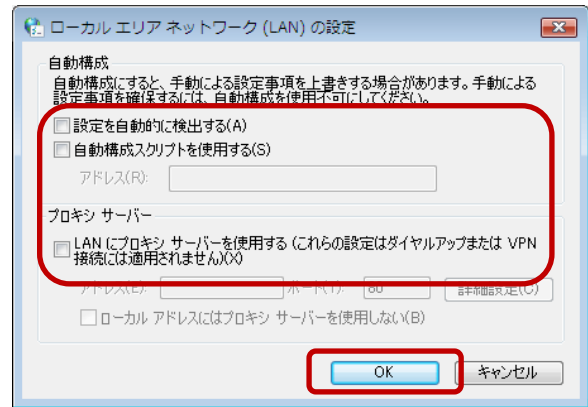 ローカル エリア ネットワーク (LAN) の設定
自動構成
自動構成にすると、手動による設定事項を上書きする場合があります。手動による
設定事項を確保するには、自動構成を使用不可にしてください。
設定を自動的に検出する(A)
自動構成スクリプトを使用する(S)
アドレス(R):
プロキシ サーバー
LAN にプロキシ サーバーを使用する (これらの設定はダイヤルアップまたは VPN
接続には適用されません)(X)
アドレス(E): ポート(T): 80 詳細設定(C)
ローカル アドレスにはプロキシ サーバーを使用しない(B)
OK キャンセル